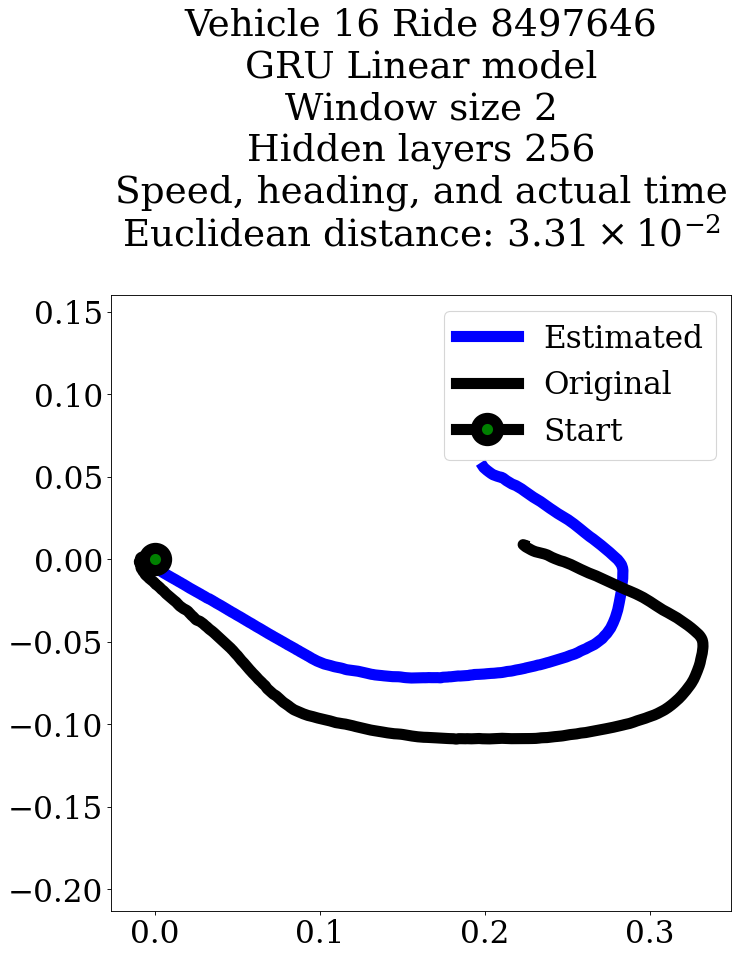 Vehicle 16 Ride 8497646
GRU Linear model
Window size 2
Hidden layers 256
Speed, heading, and actual time
Euclidean distance: 3.31 × 10⁻²
Estimated
Original
Start
0.15
0.10
0.05
0.00
−0.05
−0.10
−0.15
−0.20
0.0 0.1 0.2 0.3